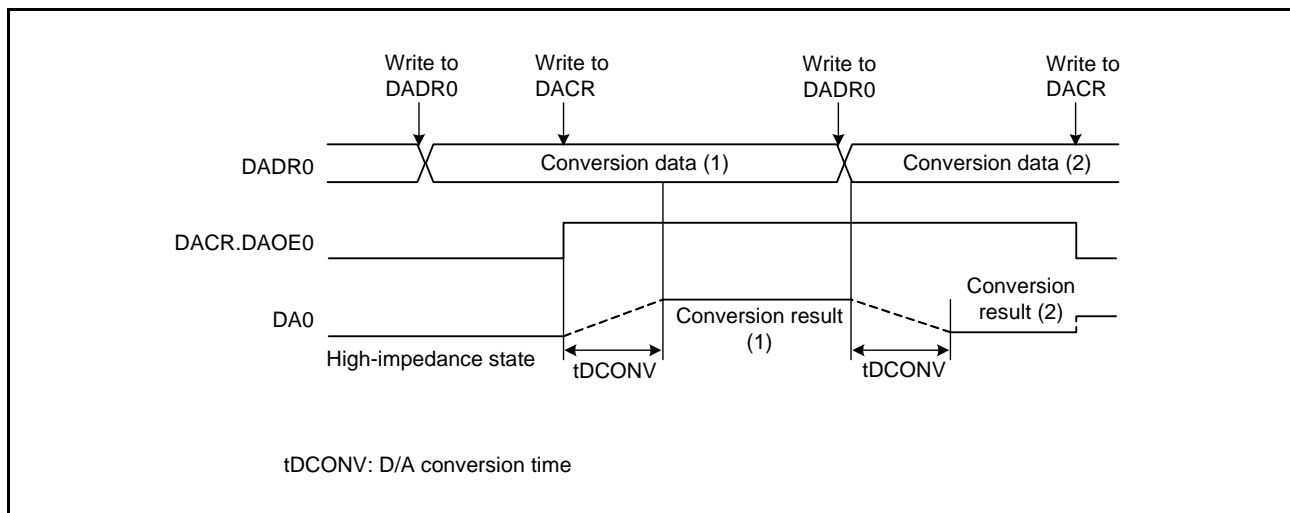 Write to
DADR0
Write to
DACR
Write to
DADR0
Write to
DACR
DADR0
Conversion data (1)
Conversion data (2)
DACR.DAOE0
DA0
Conversion result
(1)
Conversion
result (2)
High-impedance state
tDCONV
tDCONV
tDCONV: D/A conversion time